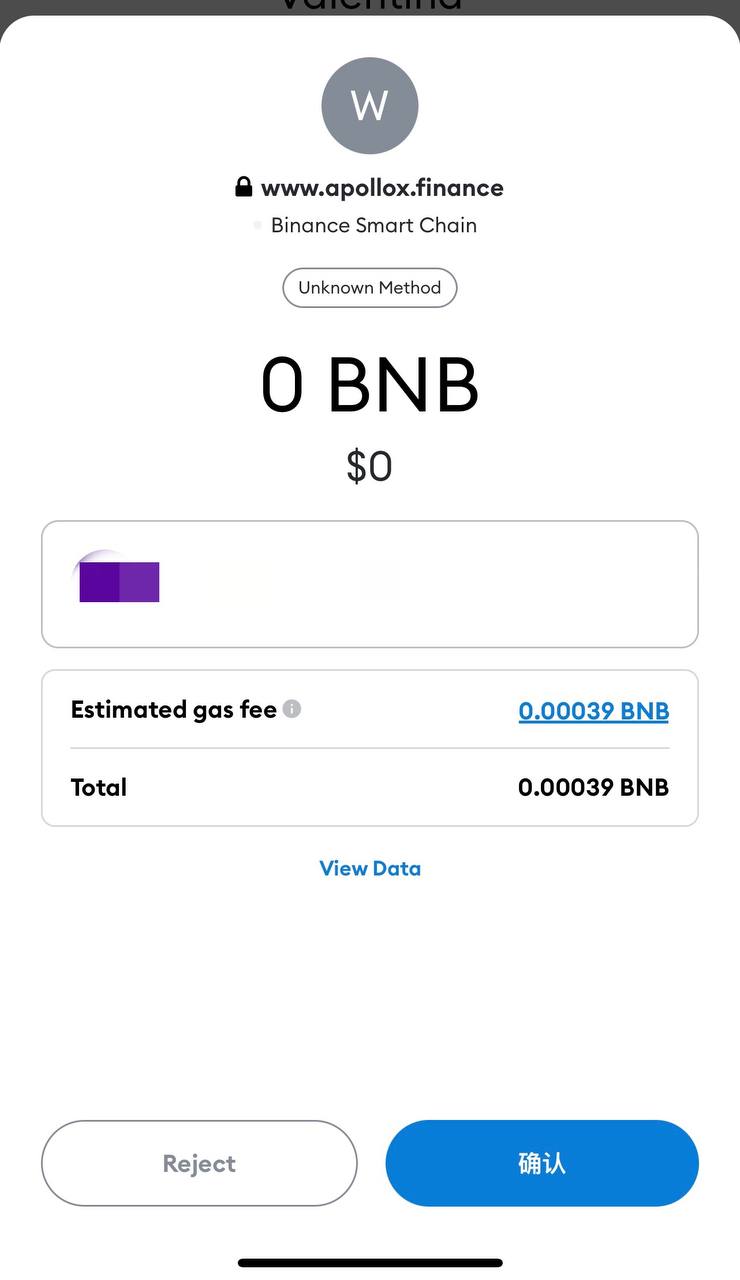 Valentina
W
www.apollox.finance
Binance Smart Chain
Unknown Method
0 BNB
$0
Estimated gas fee
0.00039 BNB
Total
0.00039 BNB
View Data
Reject
确认